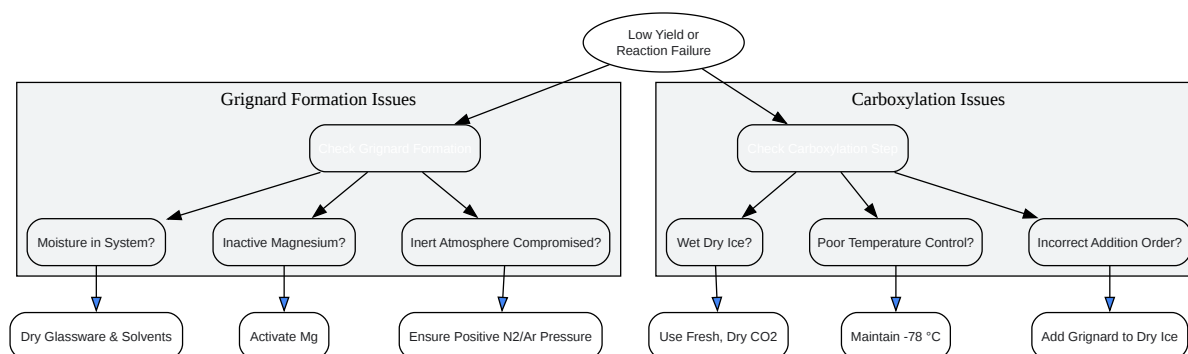 Low Yield or
Reaction Failure
Grignard Formation Issues
Carboxylation Issues
Check Grignard Formation
Check Carboxylation Step
Moisture in System?
Inactive Magnesium?
Inert Atmosphere Compromised?
Wet Dry Ice?
Poor Temperature Control?
Incorrect Addition Order?
Dry Glassware & Solvents
Activate Mg
Ensure Positive N2/Ar Pressure
Use Fresh, Dry CO2
Maintain -78 °C
Add Grignard to Dry Ice